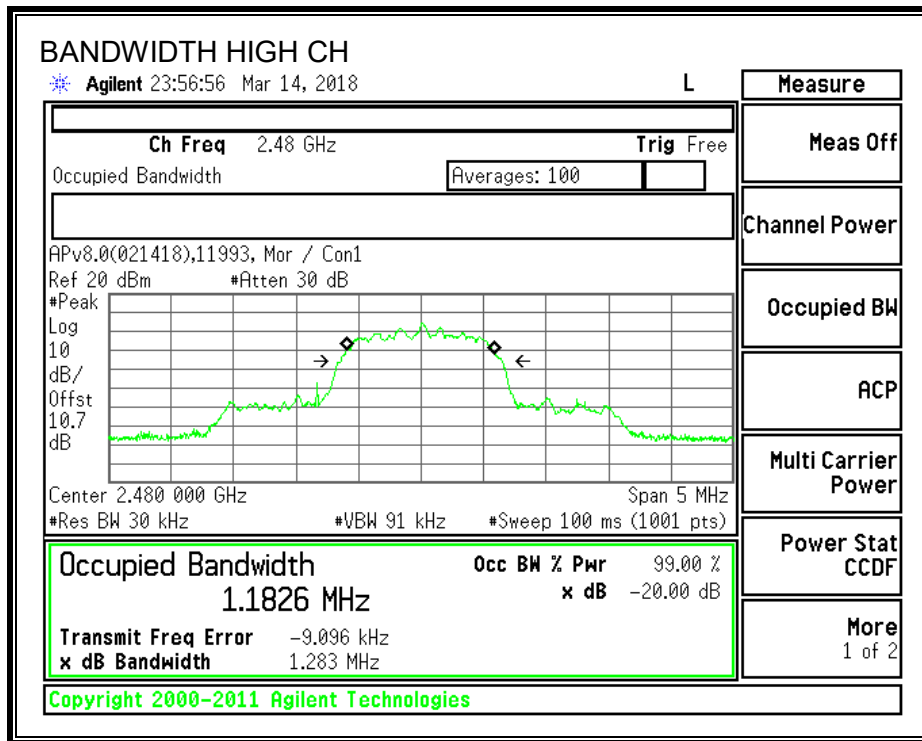 BANDWIDTH HIGH CH
Agilent 23:56:56 Mar 14, 2018 L
Measure
Ch Freq 2.48 GHz Trig Free
Meas Off
Occupied Bandwidth Averages: 100
Channel Power
APv8.0(021418),11993, Mor / Con1
Ref 20 dBm #Atten 30 dB
#Peak
Occupied BW
Log
10
dB/
ACP
Offst
10.7
dB
Multi Carrier
Power
Center 2.480 000 GHz Span 5 MHz
#Res BW 30 kHz #VBW 91 kHz #Sweep 100 ms (1001 pts)
Power Stat
CCDF
Occupied Bandwidth Occ BW % Pwr 99.00 %
1.1826 MHz x dB -20.00 dB
More
1 of 2
Transmit Freq Error -9.096 kHz
x dB Bandwidth 1.283 MHz
Copyright 2000-2011 Agilent Technologies